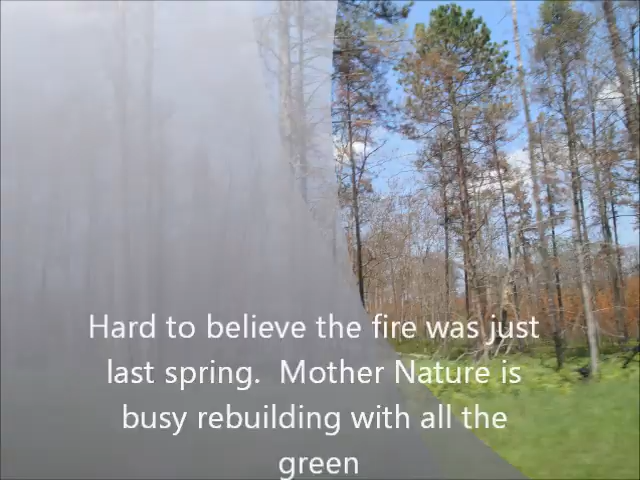 Hard to believe the fire was just
last spring.  Mother Nature is
busy rebuilding with all the
green